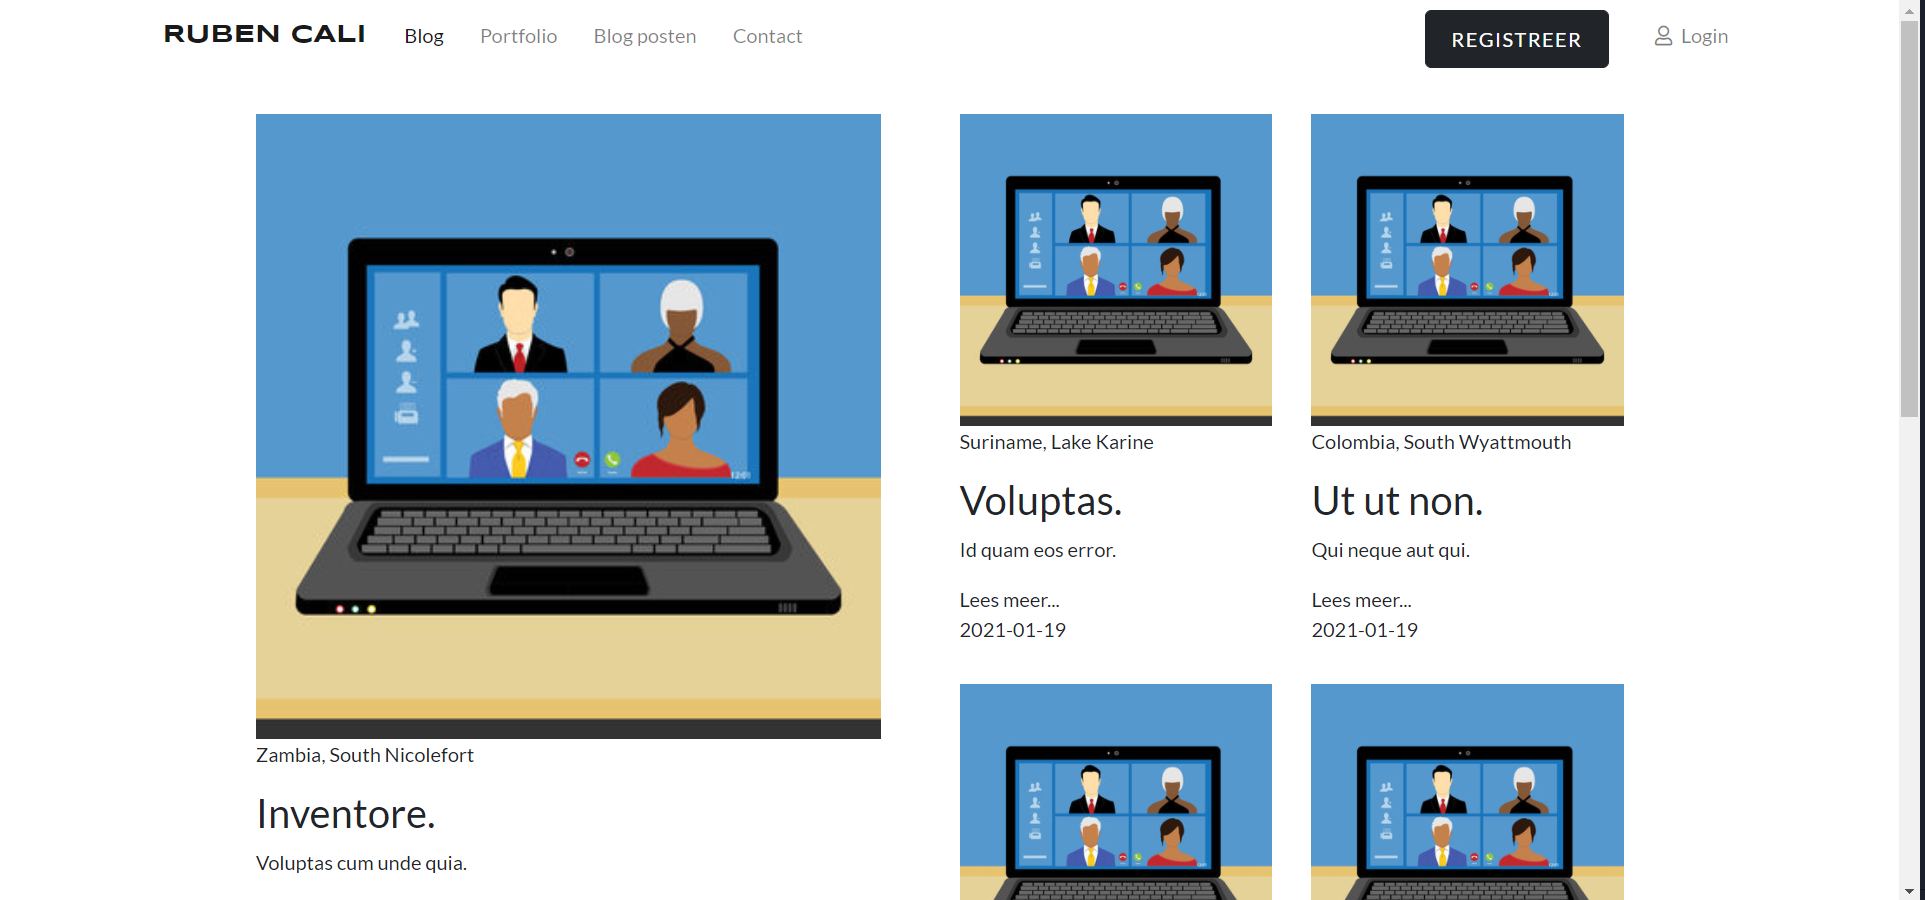 RUBEN CALI Blog Portfolio Blog posten Contact REGISTREER Login
Zambia, South Nicolefort
Inventore.
Voluptas cum unde quia.
Suriname, Lake Karine
Voluptas.
Id quam eos error.
Lees meer...
2021-01-19
Colombia, South Wyattmouth
Ut ut non.
Qui neque aut qui.
Lees meer...
2021-01-19